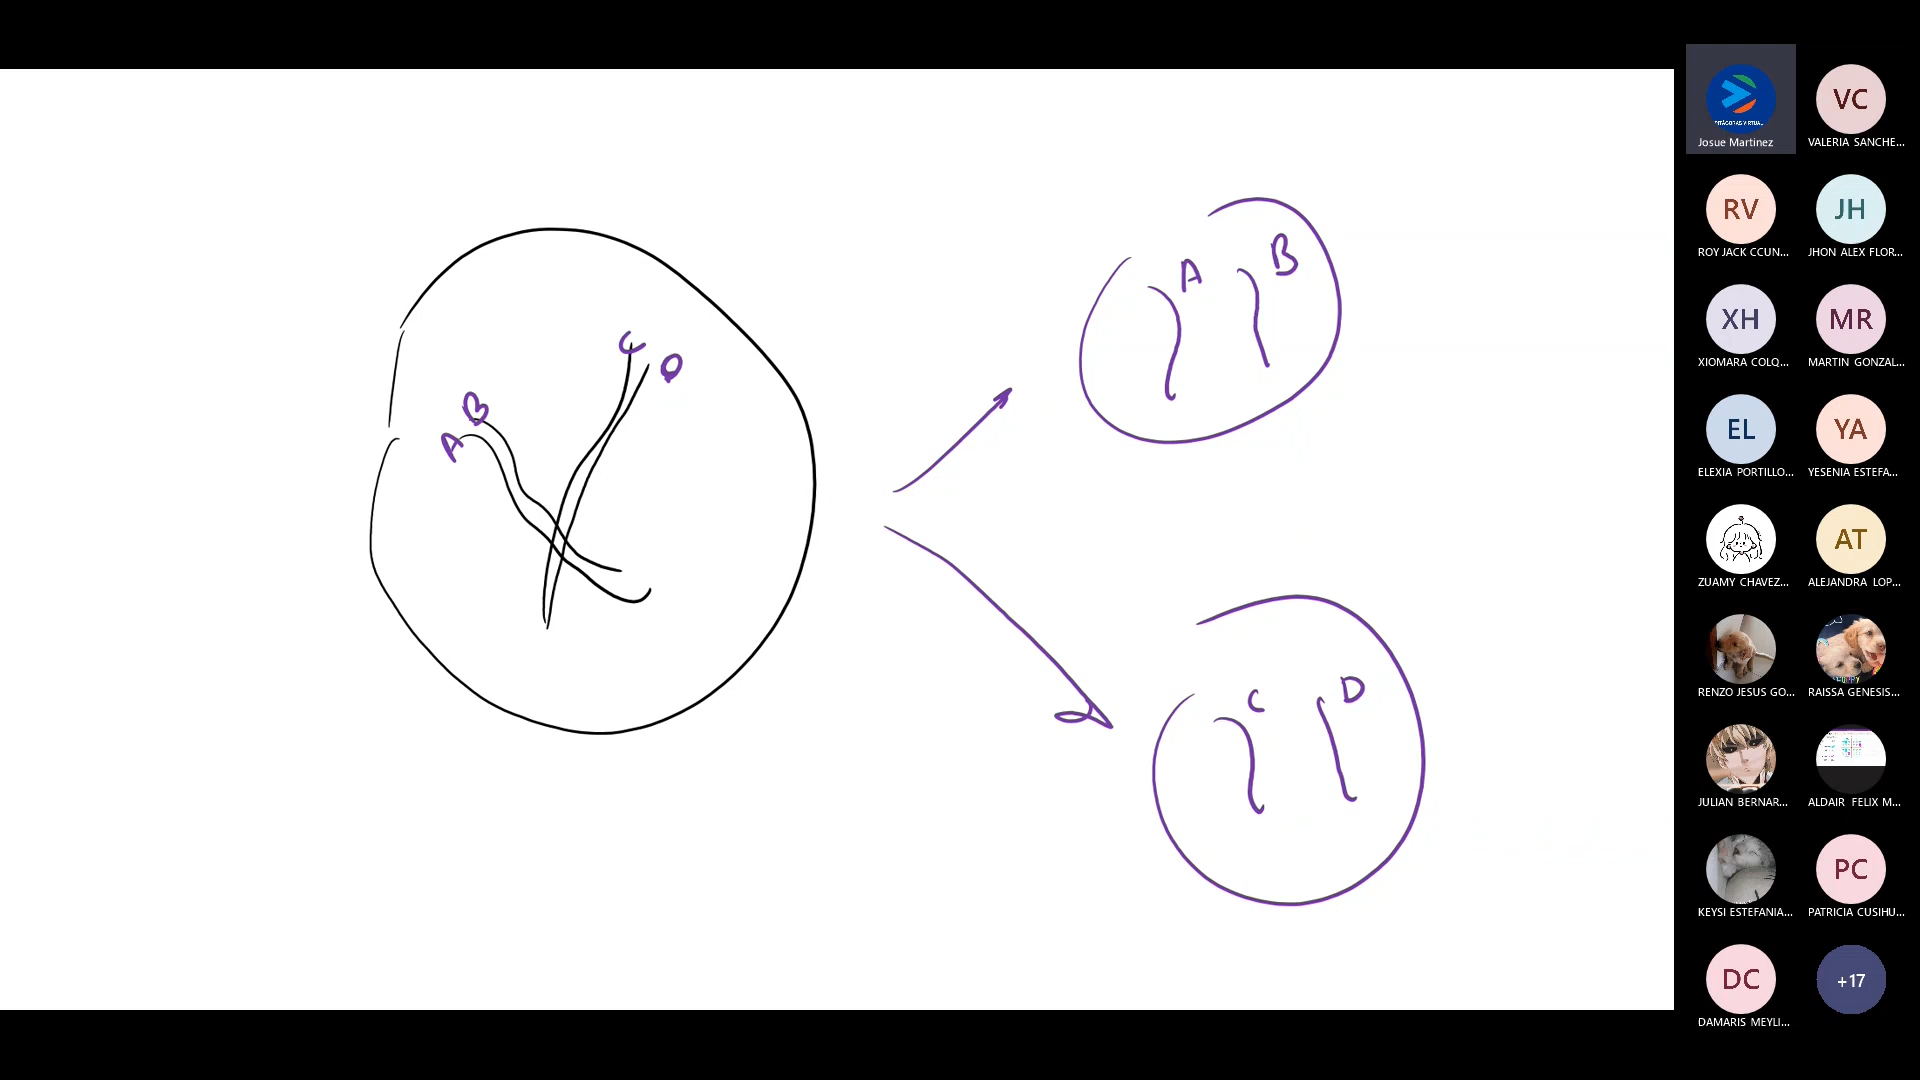 C
D
B
A
A
B
C
D
PITÁGORAS VIRTUAL
Josue Martinez
VC
VALERIA SANCHE...
RV
ROY JACK CCUN...
JH
JHON ALEX FLOR...
XH
XIOMARA COLQ...
MR
MARTIN GONZAL...
EL
ELEXIA PORTILLO...
YA
YESENIA ESTEFA...
ZUAMY CHAVEZ...
AT
ALEJANDRA LOP...
RENZO JESUS GO...
RAISSA GENESIS...
JULIAN BERNAR...
ALDAIR FELIX M...
KEYSI ESTEFANIA...
PC
PATRICIA CUSIHU...
DC
DAMARIS MEYLI...
+17